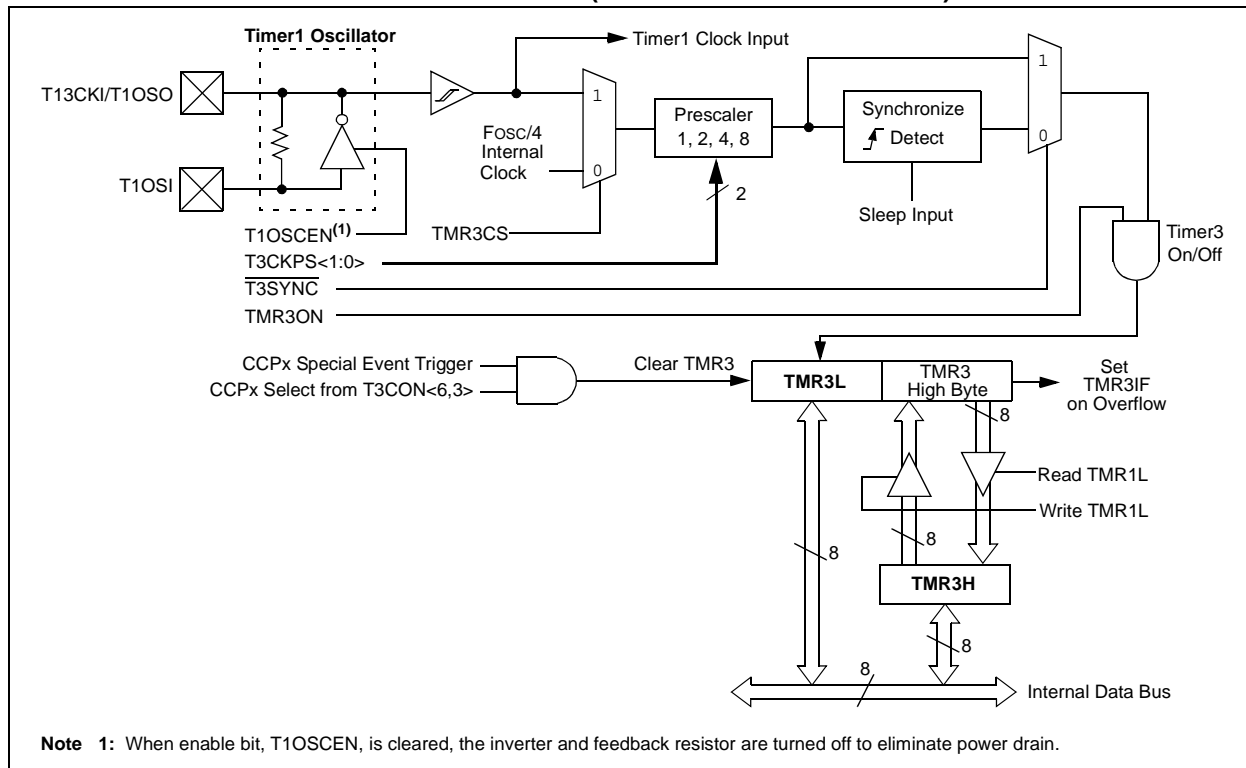 Timer1 Oscillator
Timer1 Clock Input
T13CKI/T1OSO
1
1
Prescaler
1, 2, 4, 8
Synchronize
Detect
FOSC/4
Internal
Clock
0
0
T1OSI
2
Sleep Input
T1OSCEN(1)
TMR3CS
Timer3
On/Off
T3CKPS<1:0>
T3SYNC
TMR3ON
CCPx Special Event Trigger
CCPx Select from T3CON<6,3>
Clear TMR3
TMR3L
TMR3
High Byte
Set
TMR3IF
on Overflow
8
Read TMR1L
Write TMR1L
8
8
TMR3H
8
8
Internal Data Bus
Note 1: When enable bit, T1OSCEN, is cleared, the inverter and feedback resistor are turned off to eliminate power drain.